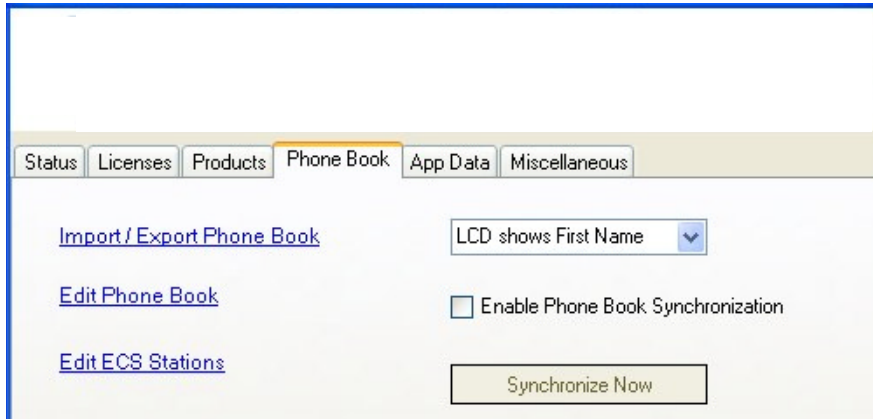 Status Licenses Products Phone Book App Data Miscellaneous
Import / Export Phone Book
LCD shows First Name
Edit Phone Book
Enable Phone Book Synchronization
Edit ECS Stations
Synchronize Now